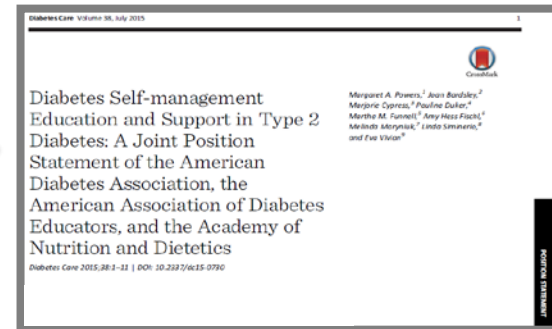 Diabetes Care Volume 38, July 2015 1
CrossMark
Diabetes Self-management
Education and Support in Type 2
Diabetes: A Joint Position
Statement of the American
Diabetes Association, the
American Association of Diabetes
Educators, and the Academy of
Nutrition and Dietetics
Diabetes Care 2015;38:1–11 | DOI: 10.2337/dc15-0730
Margaret A. Powers,1 Joan Bardsley,2
Marjorie Cypress,3 Paulina Duker,4
Martha M. Funnell,5 Amy Hess Fischl,6
Melinda Maryniuk,7 Linda Siminerio,8
and Eva Vivian9
POSITION STATEMENT